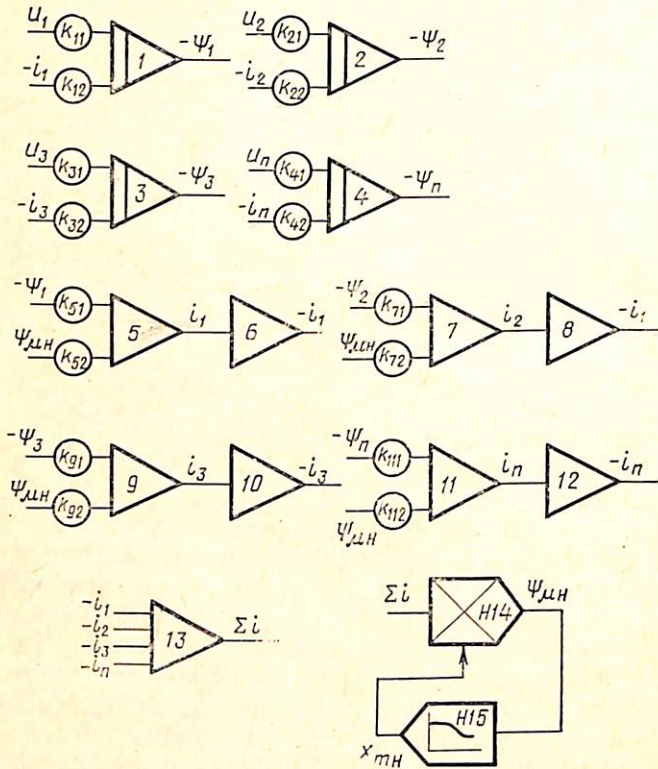 u₁ K₁₁ -ψ₁ u₂ K₂₁ -ψ₂
1 2
-i₁ K₁₂ -i₂ K₂₂
u₃ K₃₁ -ψ₃ uₙ K₄₁ -ψₙ
3 4
-i₃ K₃₂ -iₙ K₄₂
-ψ₁ K₅₁ i₁ -i₁ -ψ₂ K₇₁ i₂ -i₁
5 6 7 8
ψμн K₅₂ ψμн K₇₂
-ψ₃ K₉₁ i₃ -i₃ -ψₙ K₁₁₁ iₙ -iₙ
9 10 11 12
ψμн K₉₂ ψμн K₁₁₂
-i₁ Σi ψμн
-i₂ 13 Σi H14
-i₃
-iₙ
H15
xmн